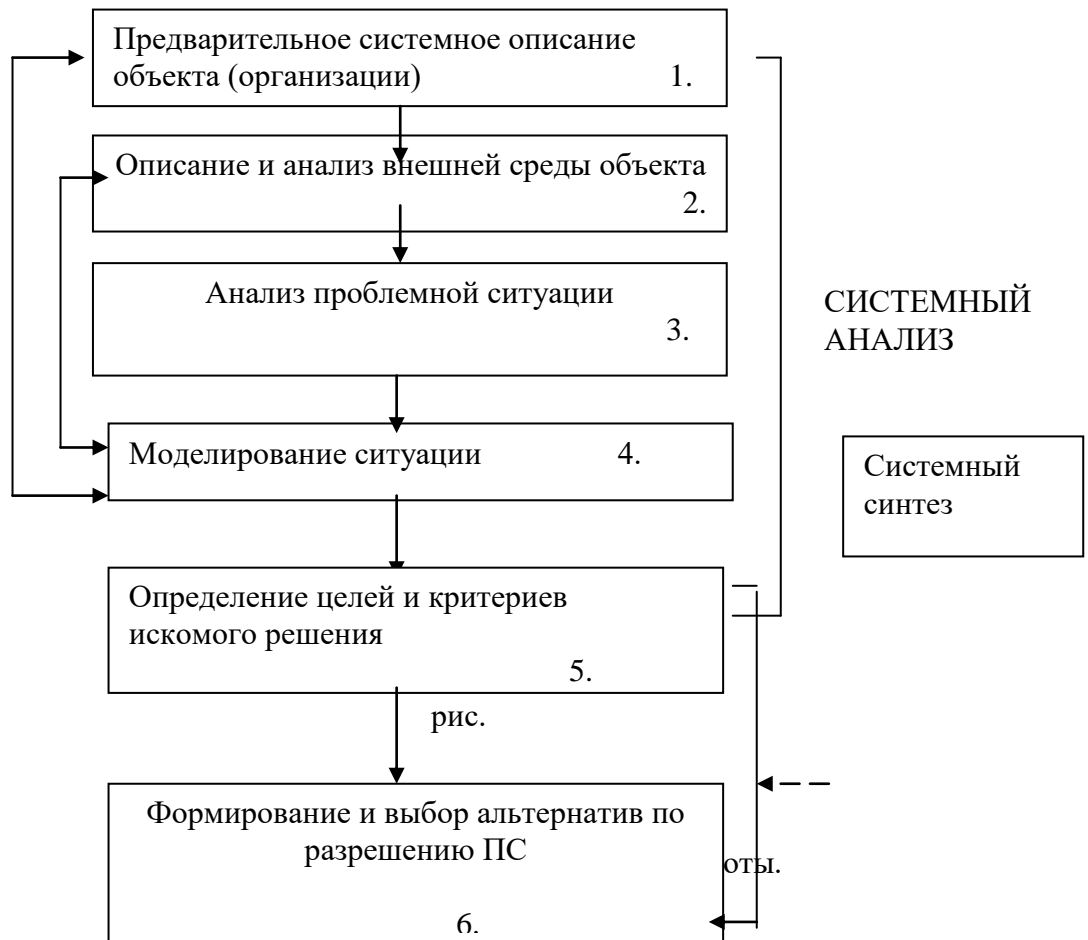 Предварительное системное описание
объекта (организации) 1.
Описание и анализ внешней среды объекта
2.
Анализ проблемной ситуации
3.
СИСТЕМНЫЙ
АНАЛИЗ
Моделирование ситуации 4.
Системный
синтез
Определение целей и критериев
искомого решения
5.
рис.
Формирование и выбор альтернатив по
разрешению ПС
оты.
6.